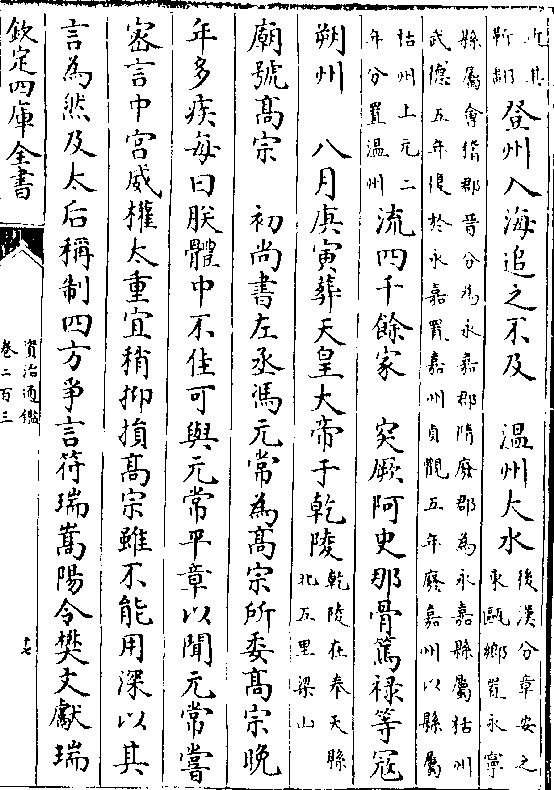 斬部登州入海追之不及　溫州大水後漢分章安之東甌鄉置永寧
縣屬會稽郡晉分為永嘉郡隋廢郡為永嘉縣屬括州武德五年復於永嘉置嘉州貞觀五年廢嘉州以縣屬
括州上元二年分置溫州流四千餘家　突厥阿史那骨篤祿等寇
朔州　八月庚寅葬天皇大帝于乾陵乾陵在奉天縣北五里梁山
廟號髙宗　初尚書左丞馮元常為髙宗所委髙宗晚
年多疾每曰朕體中不佳可與元常平章以聞元常嘗
密言中宫威權太重宜稍抑損髙宗雖不能用深以其
言為然及太后稱制四方爭言符瑞嵩陽令樊文獻瑞
欽定四庫全書
資治通鑑
卷二百三
十七